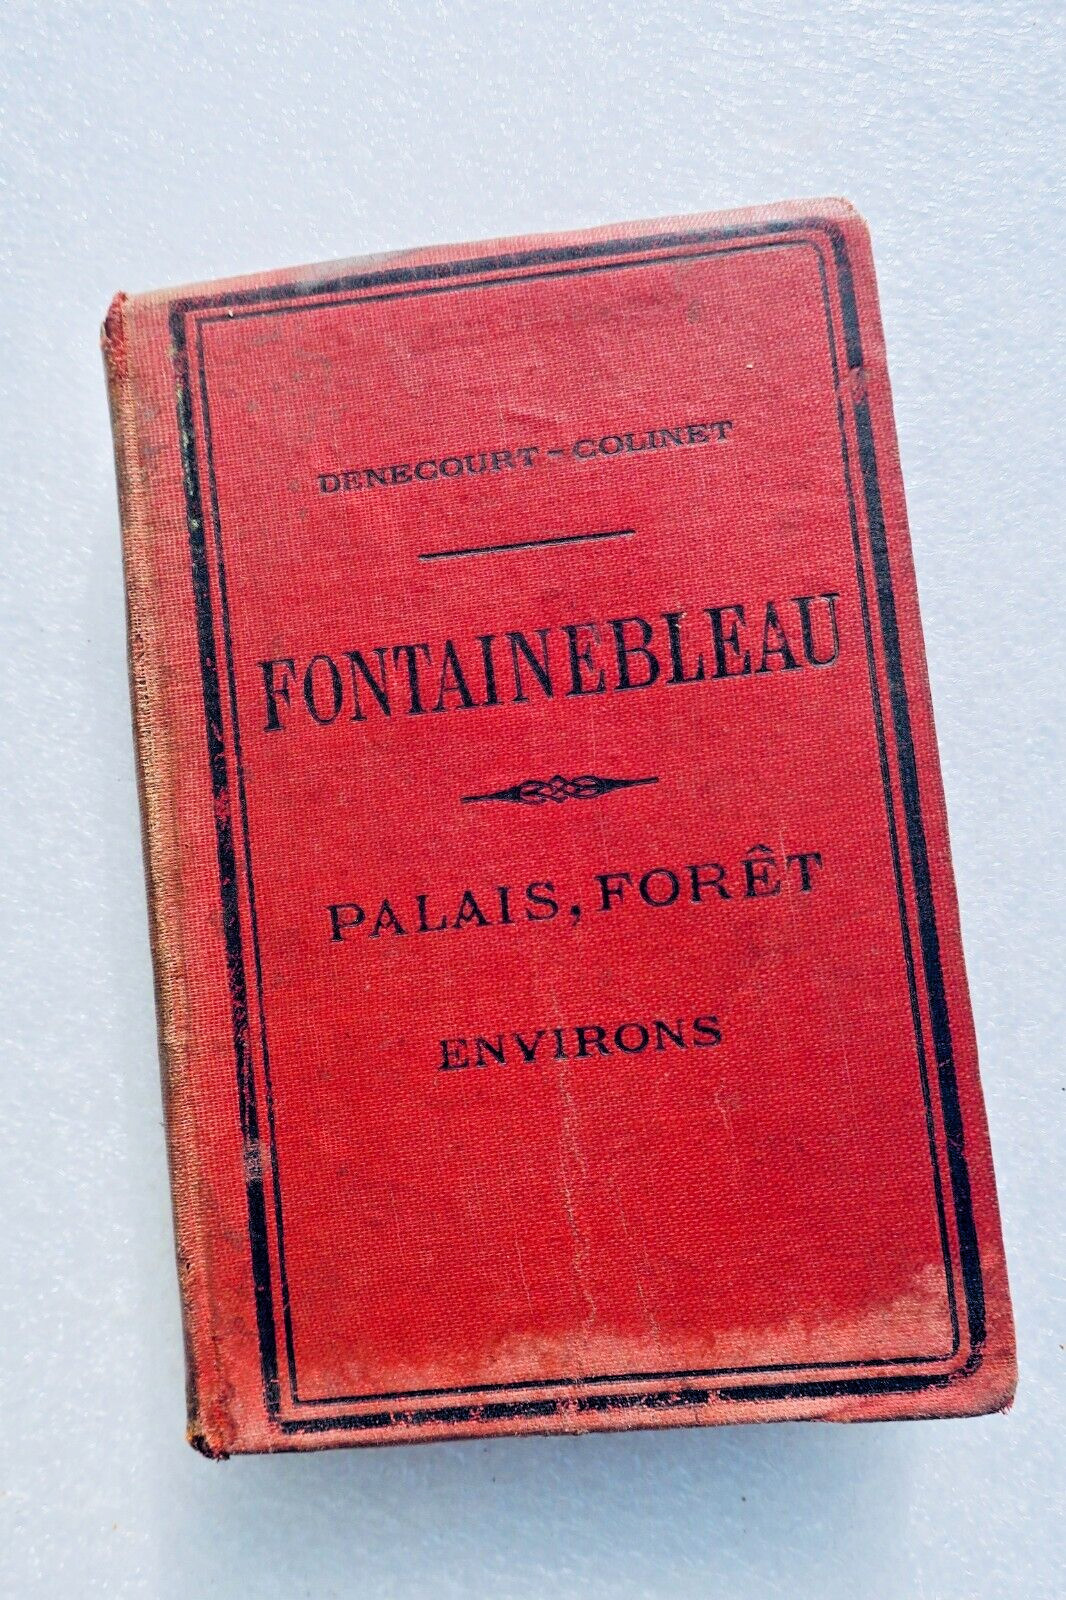 DENECOURT-COLINET
FONTAINEBLEAU
PALAIS, FORÊT
ENVIRONS